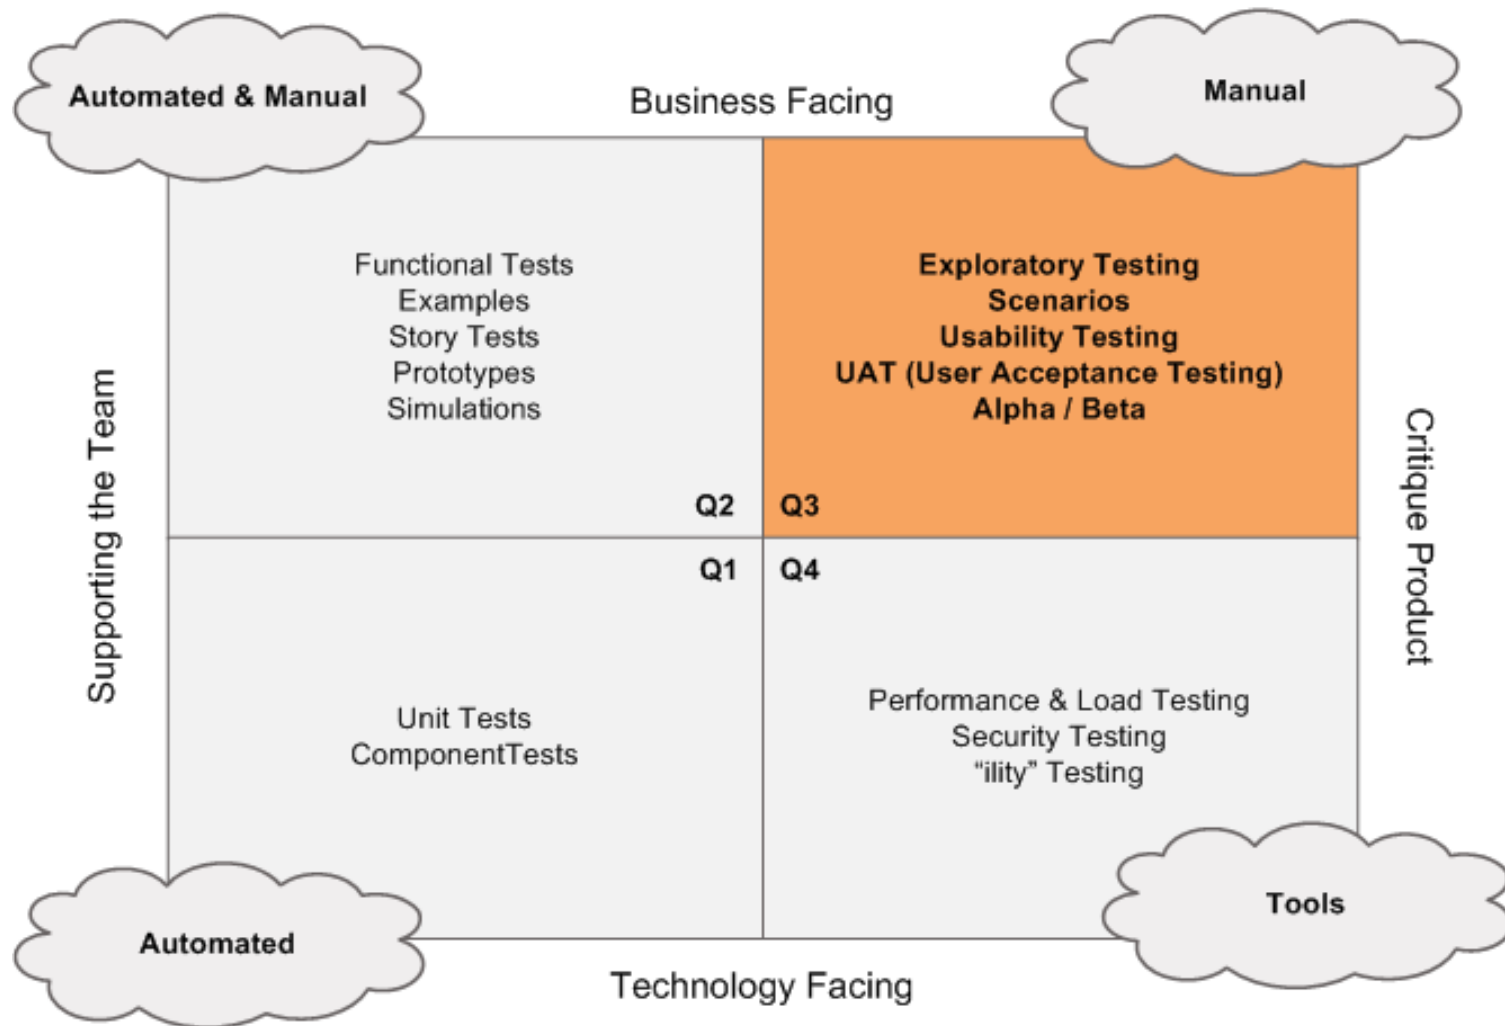 Automated & Manual
Business Facing
Manual
Functional Tests
Examples
Story Tests
Prototypes
Simulations
Q2
Exploratory Testing
Scenarios
Usability Testing
UAT (User Acceptance Testing)
Alpha / Beta
Q3
Supporting the Team
Critique Product
Q1
Unit Tests
ComponentTests
Q4
Performance & Load Testing
Security Testing
“ility” Testing
Automated
Technology Facing
Tools